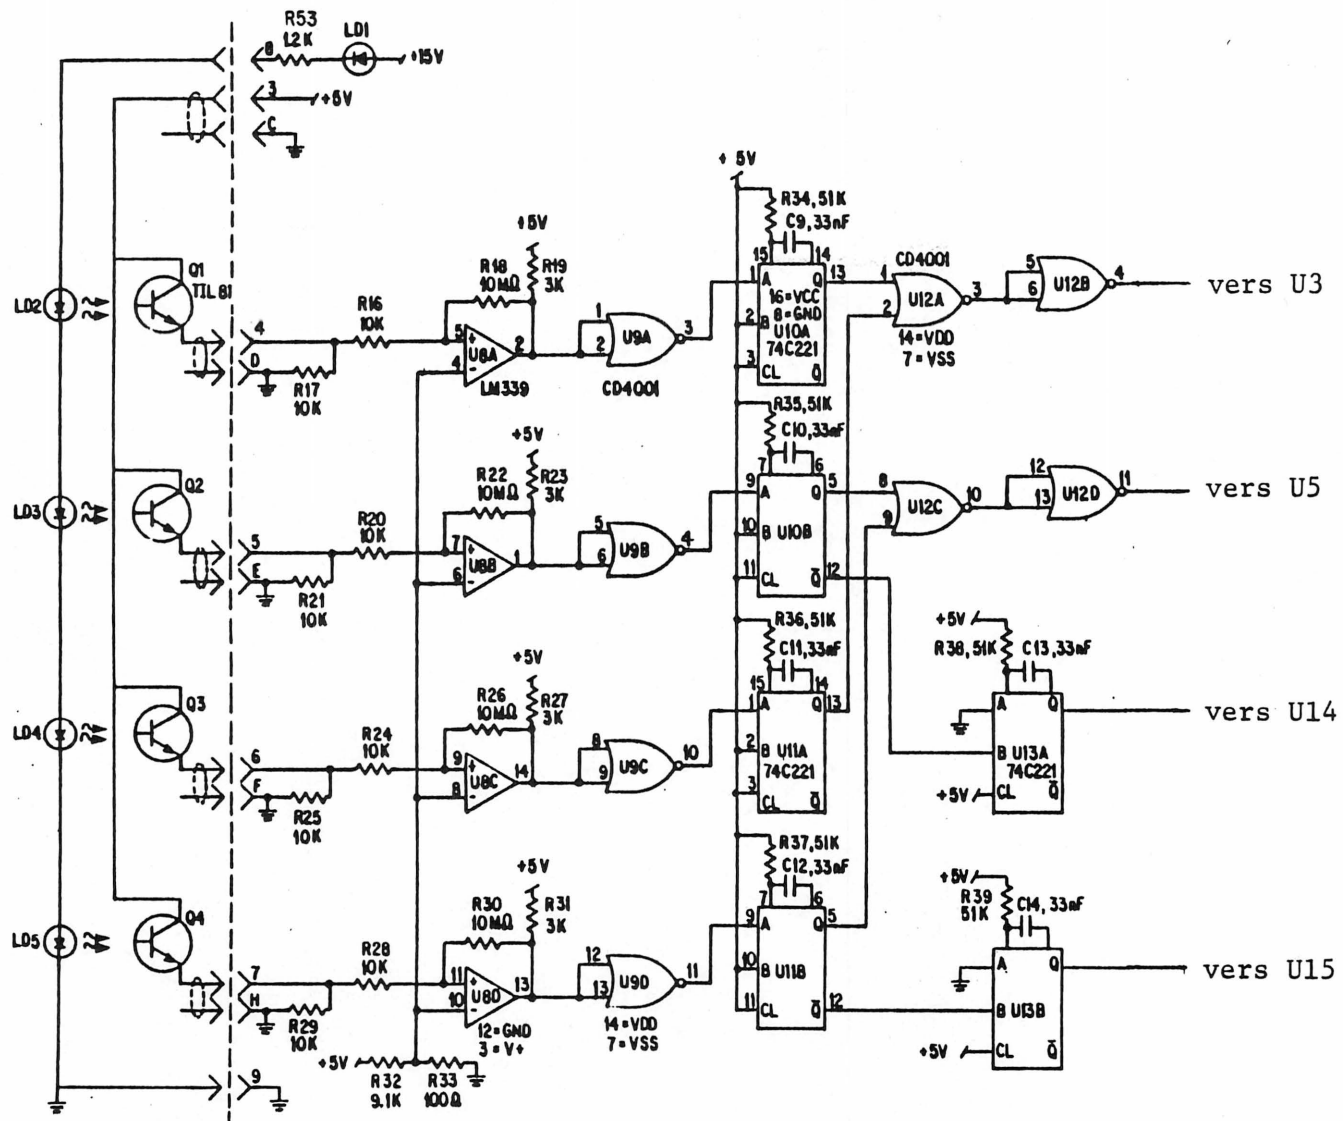 R53
1.2K
LD1
8
+15V
3
+5V
C
+5V
R34,51K
C9,33nF
15
14
+5V
Q1
TIL 81
R18
10MΩ
R19
3K
CD4001
LD2
R16
10K
1
A
Q
13
1
U12A
3
5
6
U12B
4
vers U3
16=VCC
8=GND
U10A
74C221
2
B
2
14=VDD
7=VSS
4
D
5
+
U8A
2
4
-
LM339
1
2
U9A
3
CD4001
3
CL
Q̅
R17
10K
R35,51K
C10,33nF
7
6
+5V
Q2
R22
10MΩ
R23
3K
LD3
R20
10K
9
A
Q
5
8
U12C
10
9
12
13
U12D
11
vers U5
10
B
U10B
5
E
7
+
U8B
1
6
-
5
6
U9B
4
11
CL
Q̅
12
R21
10K
R36,51K
C11,33nF
15
14
+5V
R38,51K
C13,33nF
+5V
Q3
R26
10MΩ
R27
3K
LD4
R24
10K
1
A
Q
13
A
Q
vers U14
2
B
U11A
74C221
B
U13A
74C221
6
F
9
+
U8C
14
8
-
8
9
U9C
10
3
CL
Q̅
+5V
CL
Q̅
R25
10K
R37,51K
C12,33nF
7
6
+5V
R39
51K
C14,33nF
+5V
Q4
R30
10MΩ
R31
3K
LD5
R28
10K
9
A
Q
5
A
Q
vers U15
10
B
U11B
B
U13B
7
H
11
+
U8D
13
10
-
12
13
U9D
11
11
CL
Q̅
12
+5V
CL
Q̅
R29
10K
12=GND
3=V+
14=VDD
7=VSS
+5V
R32
9.1K
R33
100Ω
9